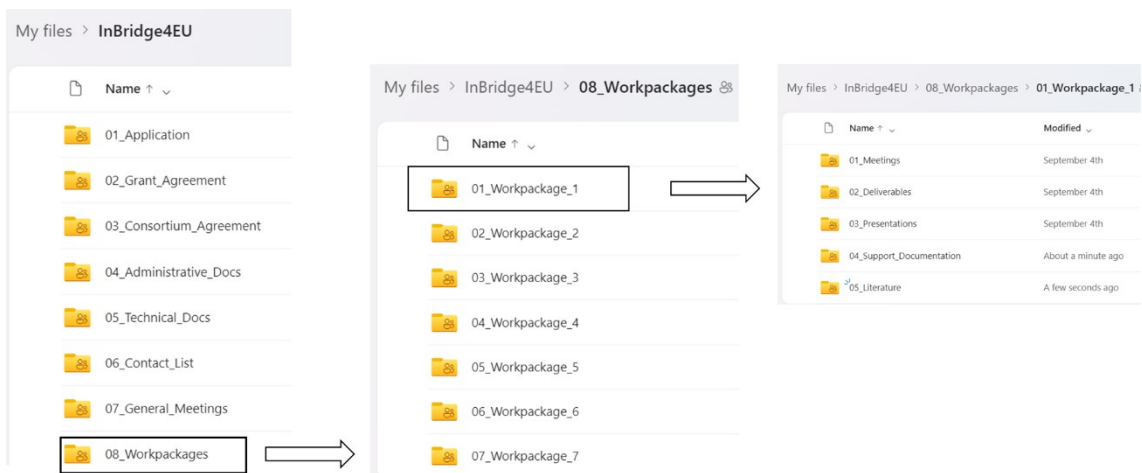 My files > InBridge4EU
Name
01_Application
02_Grant_Agreement
03_Consortium_Agreement
04_Administrative_Docs
05_Technical_Docs
06_Contact_List
07_General_Meetings
08_Workpackages
My files > InBridge4EU > 08_Workpackages
Name
01_Workpackage_1
02_Workpackage_2
03_Workpackage_3
04_Workpackage_4
05_Workpackage_5
06_Workpackage_6
07_Workpackage_7
My files > InBridge4EU > 08_Workpackages > 01_Workpackage_1
Name Modified
01_Meetings September 4th
02_Deliverables September 4th
03_Presentations September 4th
04_Support_Documentation About a minute ago
05_Literature A few seconds ago